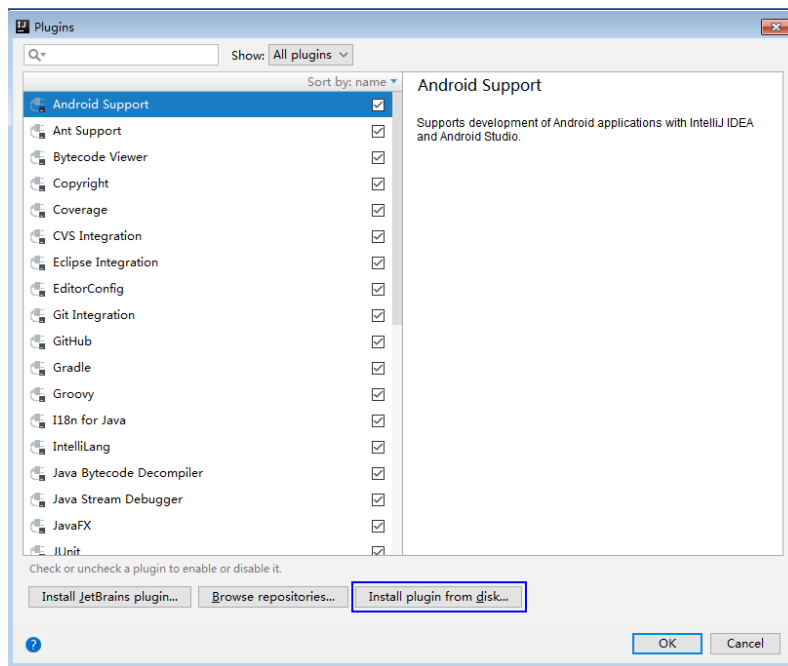 Plugins
Show: All plugins
Sort by: name
Android Support
Ant Support
Bytecode Viewer
Copyright
Coverage
CVS Integration
Eclipse Integration
EditorConfig
Git Integration
GitHub
Gradle
Groovy
I18n for Java
IntelliLang
Java Bytecode Decompiler
Java Stream Debugger
JavaFX
JUnit
Android Support
Supports development of Android applications with IntelliJ IDEA
and Android Studio.
Check or uncheck a plugin to enable or disable it.
Install JetBrains plugin... Browse repositories... Install plugin from disk...
? OK Cancel